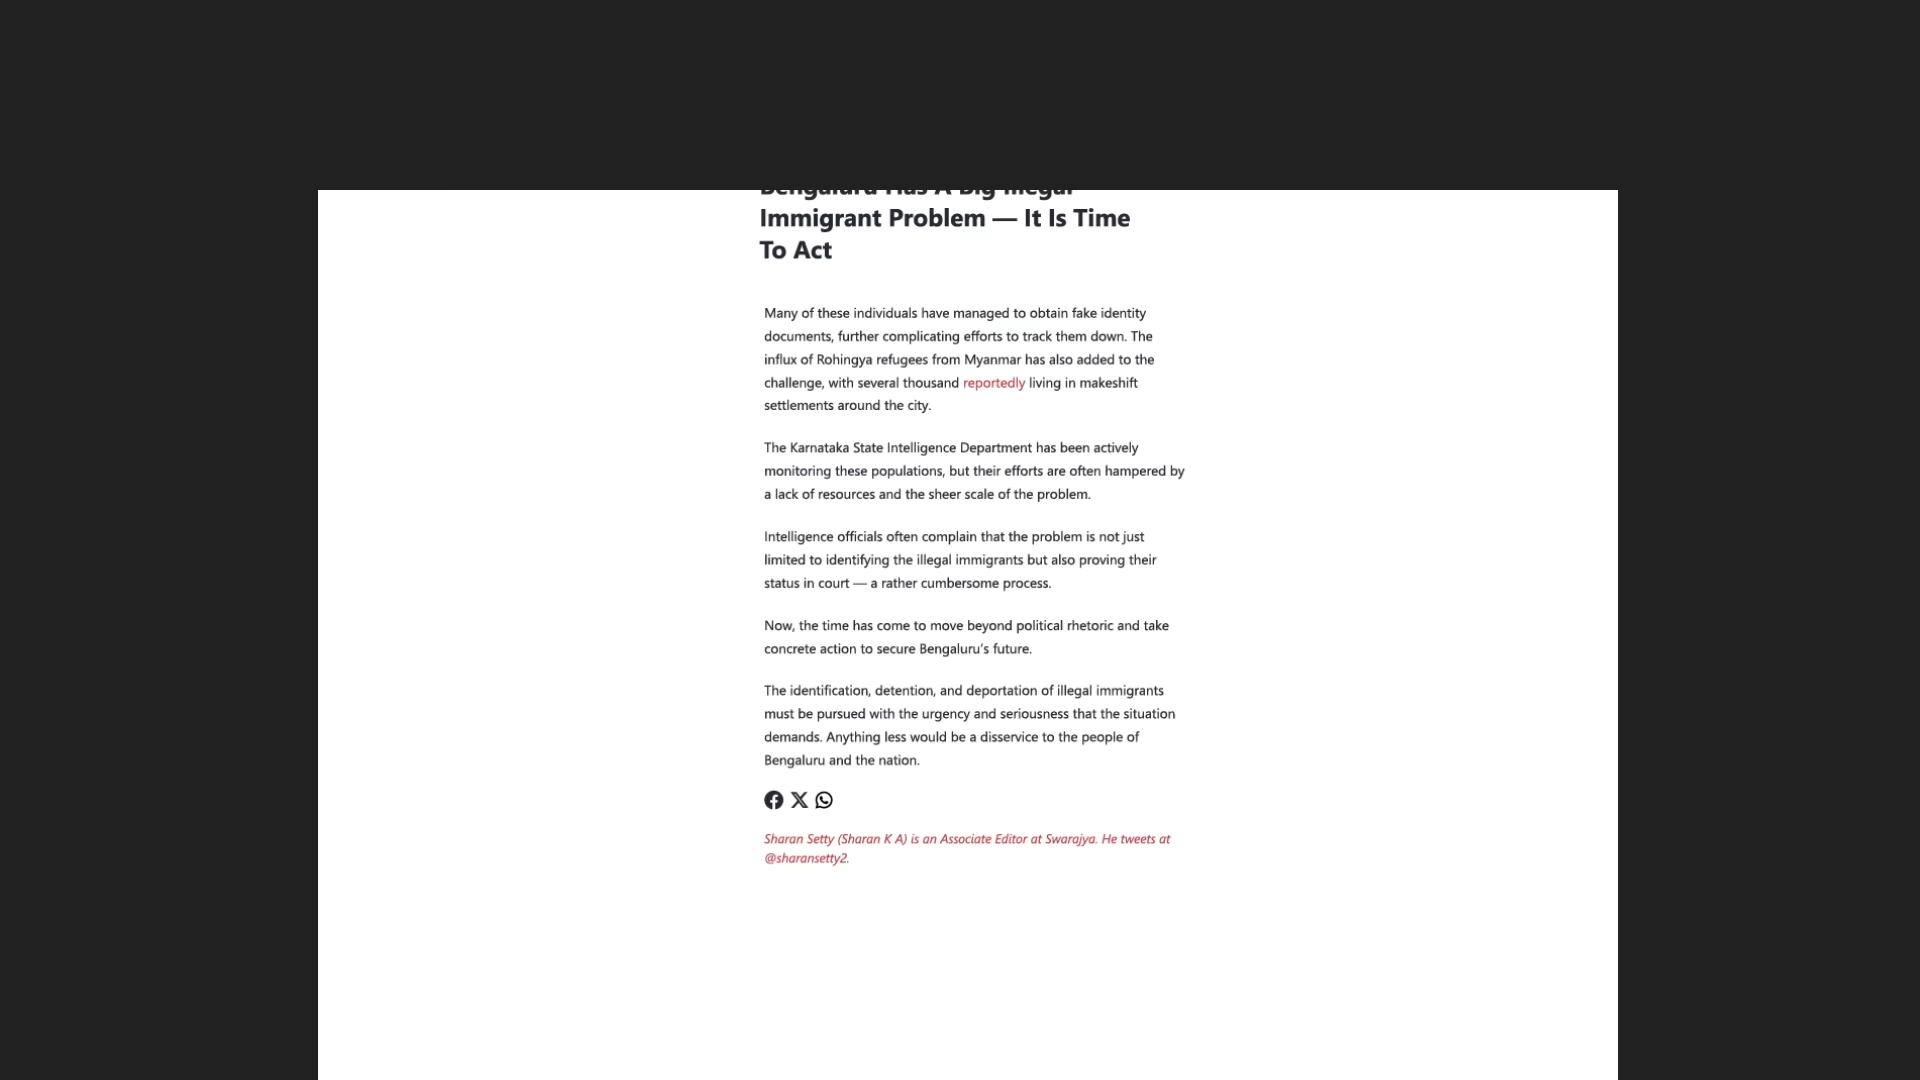 Bengaluru Has A Big Illegal
Immigrant Problem — It Is Time
To Act
Many of these individuals have managed to obtain fake identity
documents, further complicating efforts to track them down. The
influx of Rohingya refugees from Myanmar has also added to the
challenge, with several thousand reportedly living in makeshift
settlements around the city.
The Karnataka State Intelligence Department has been actively
monitoring these populations, but their efforts are often hampered by
a lack of resources and the sheer scale of the problem.
Intelligence officials often complain that the problem is not just
limited to identifying the illegal immigrants but also proving their
status in court — a rather cumbersome process.
Now, the time has come to move beyond political rhetoric and take
concrete action to secure Bengaluru's future.
The identification, detention, and deportation of illegal immigrants
must be pursued with the urgency and seriousness that the situation
demands. Anything less would be a disservice to the people of
Bengaluru and the nation.
Sharan Setty (Sharan K A) is an Associate Editor at Swarajya. He tweets at
@sharansetty2.